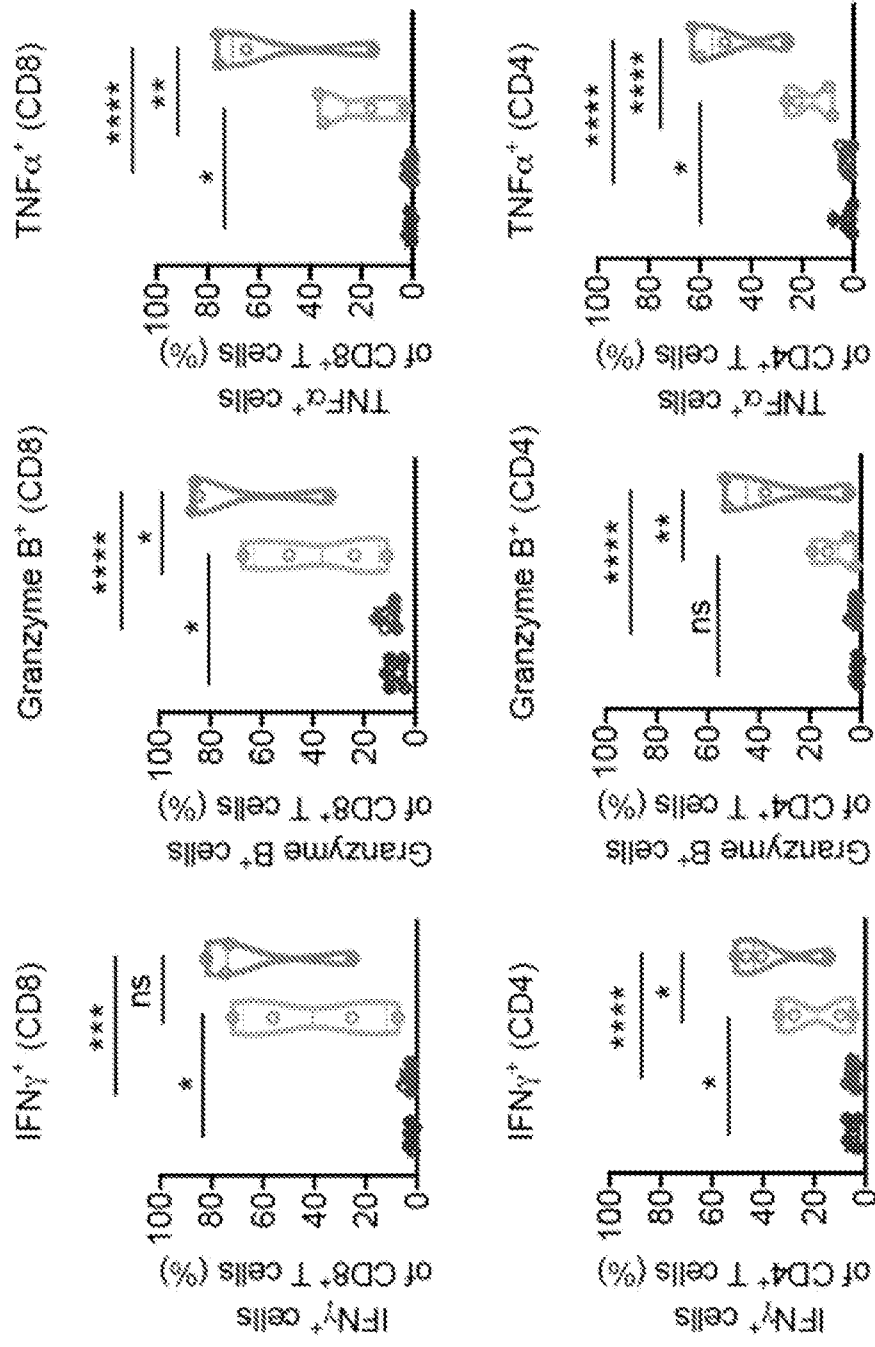 IFNγ⁺ (CD8)
***
ns
*
100
80
60
40
20
0
IFNγ⁺ cells
of CD8⁺ T cells (%)
Granzyme B⁺ (CD8)
****
*
*
100
80
60
40
20
0
Granzyme B⁺ cells
of CD8⁺ T cells (%)
TNFα⁺ (CD8)
****
**
*
100
80
60
40
20
0
TNFα⁺ cells
of CD8⁺ T cells (%)
IFNγ⁺ (CD4)
****
*
*
100
80
60
40
20
0
IFNγ⁺ cells
of CD4⁺ T cells (%)
Granzyme B⁺ (CD4)
****
**
ns
100
80
60
40
20
0
Granzyme B⁺ cells
of CD4⁺ T cells (%)
TNFα⁺ (CD4)
****
****
*
100
80
60
40
20
0
TNFα⁺ cells
of CD4⁺ T cells (%)